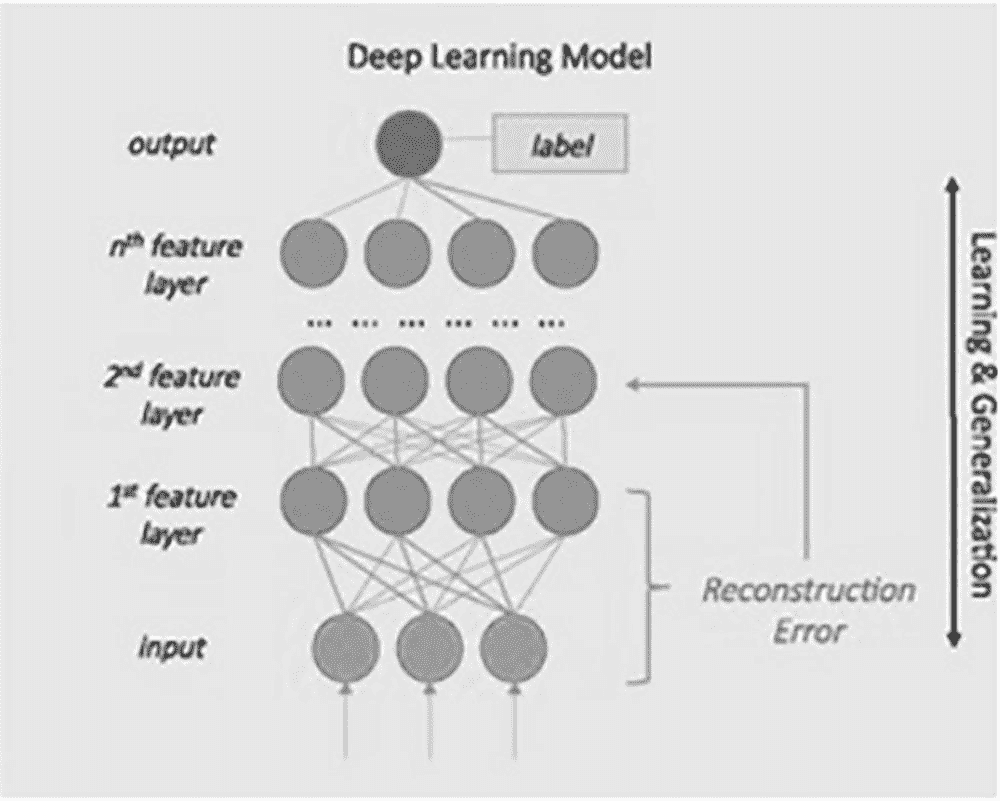 Deep Learning Model
output
label
nth feature
layer
... ... ... ... ... ...
2nd feature
layer
1st feature
layer
input
Reconstruction
Error
Learning & Generalization